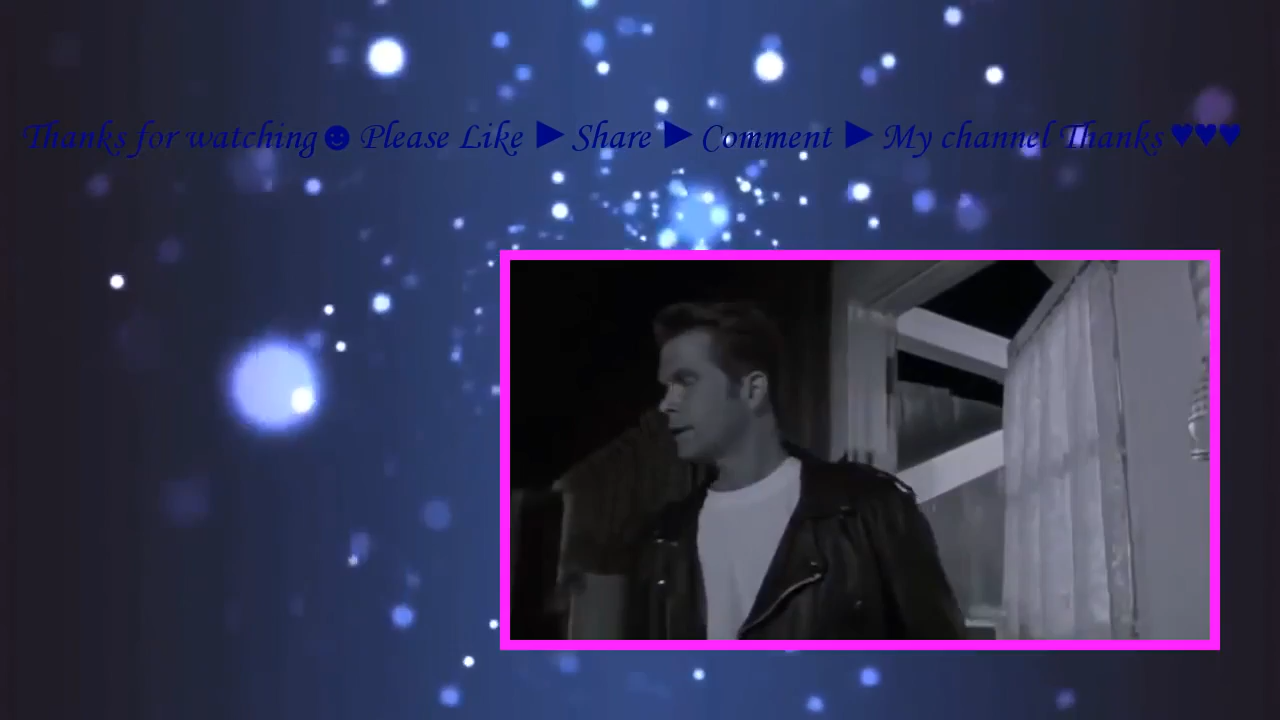 Thanks for watching☻Please Like ► Share ► Comment ► My channel Thanks ♥♥♥